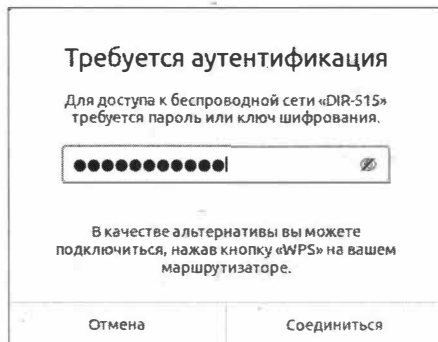 Требуется аутентификация
Для доступа к беспроводной сети «DIR-515»
требуется пароль или ключ шифрования.
●●●●●●●●●●●
В качестве альтернативы вы можете
подключиться, нажав кнопку «WPS» на вашем
маршрутизаторе.
Отмена
Соединиться